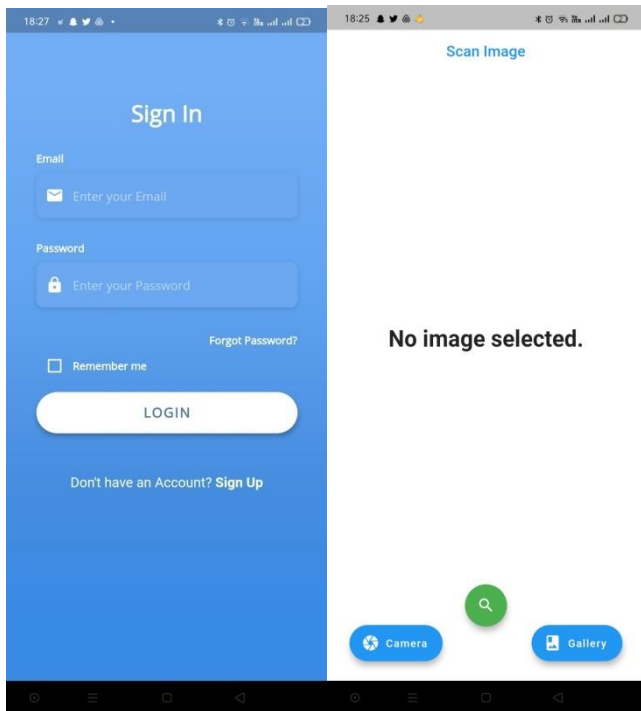 18:27
Sign In
Email
Enter your Email
Password
Enter your Password
Forgot Password?
Remember me
LOGIN
Don't have an Account? Sign Up
18:25
Scan Image
No image selected.
Camera
Gallery